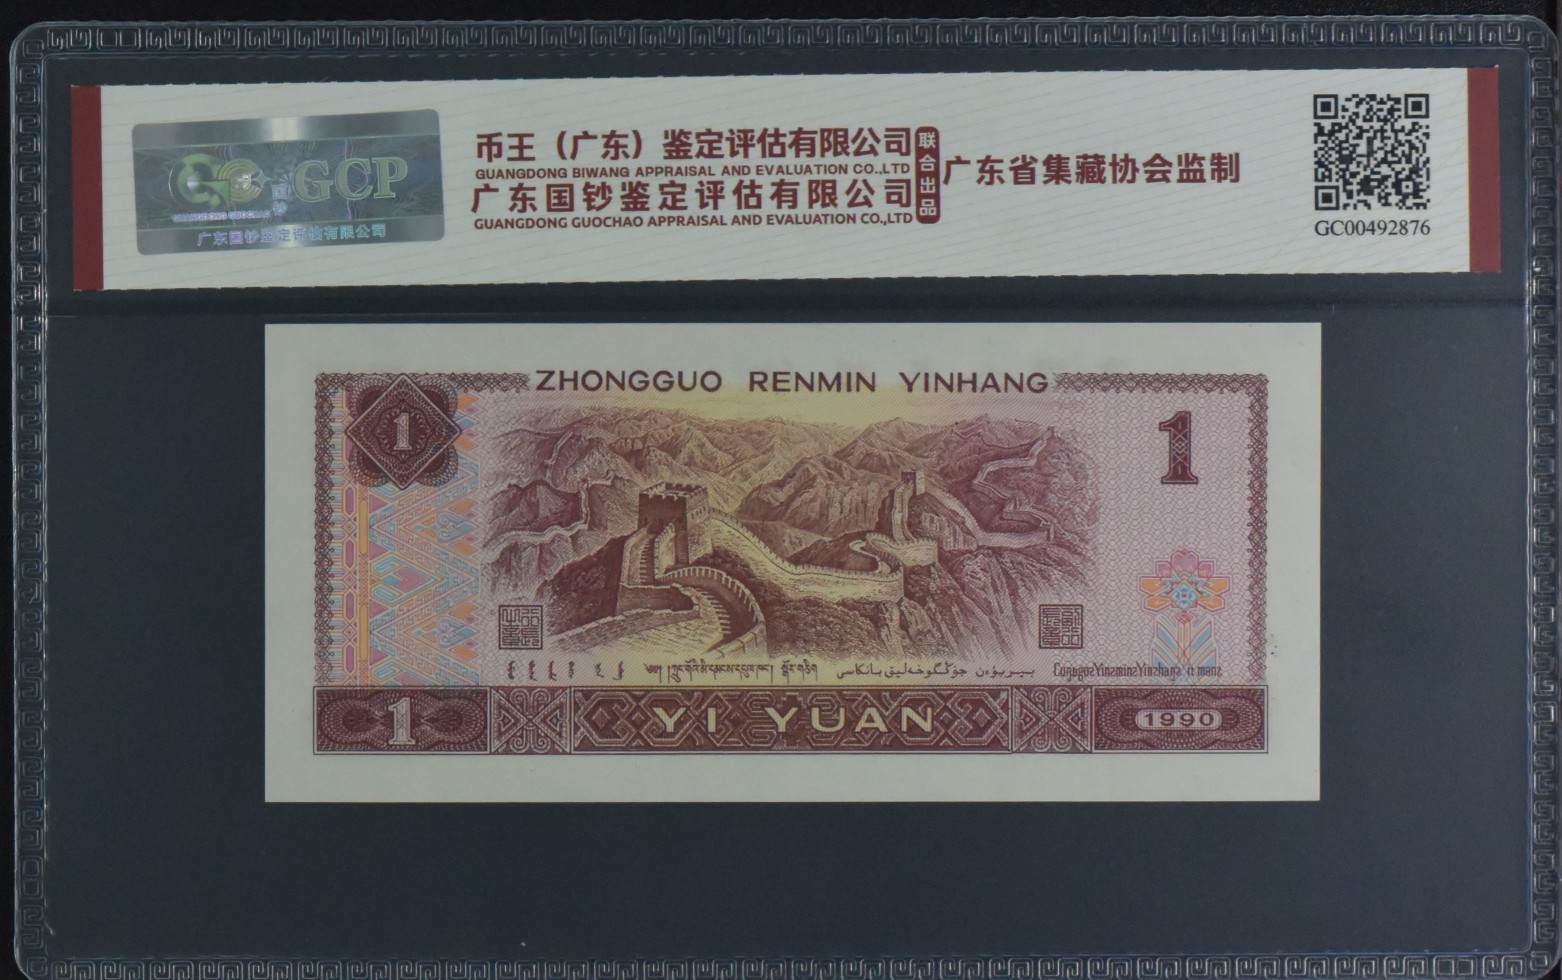 GCP
广东国钞鉴定评估有限公司
币王（广东）鉴定评估有限公司
GUANGDONG BIWANG APPRAISAL AND EVALUATION CO.,LTD
广东国钞鉴定评估有限公司
GUANGDONG GUOCHAO APPRAISAL AND EVALUATION CO,.LTD
联合出品
广东省集藏协会监制
GC00492876
ZHONGGUO RENMIN YINHANG
1
1
YI YUAN
1
1990